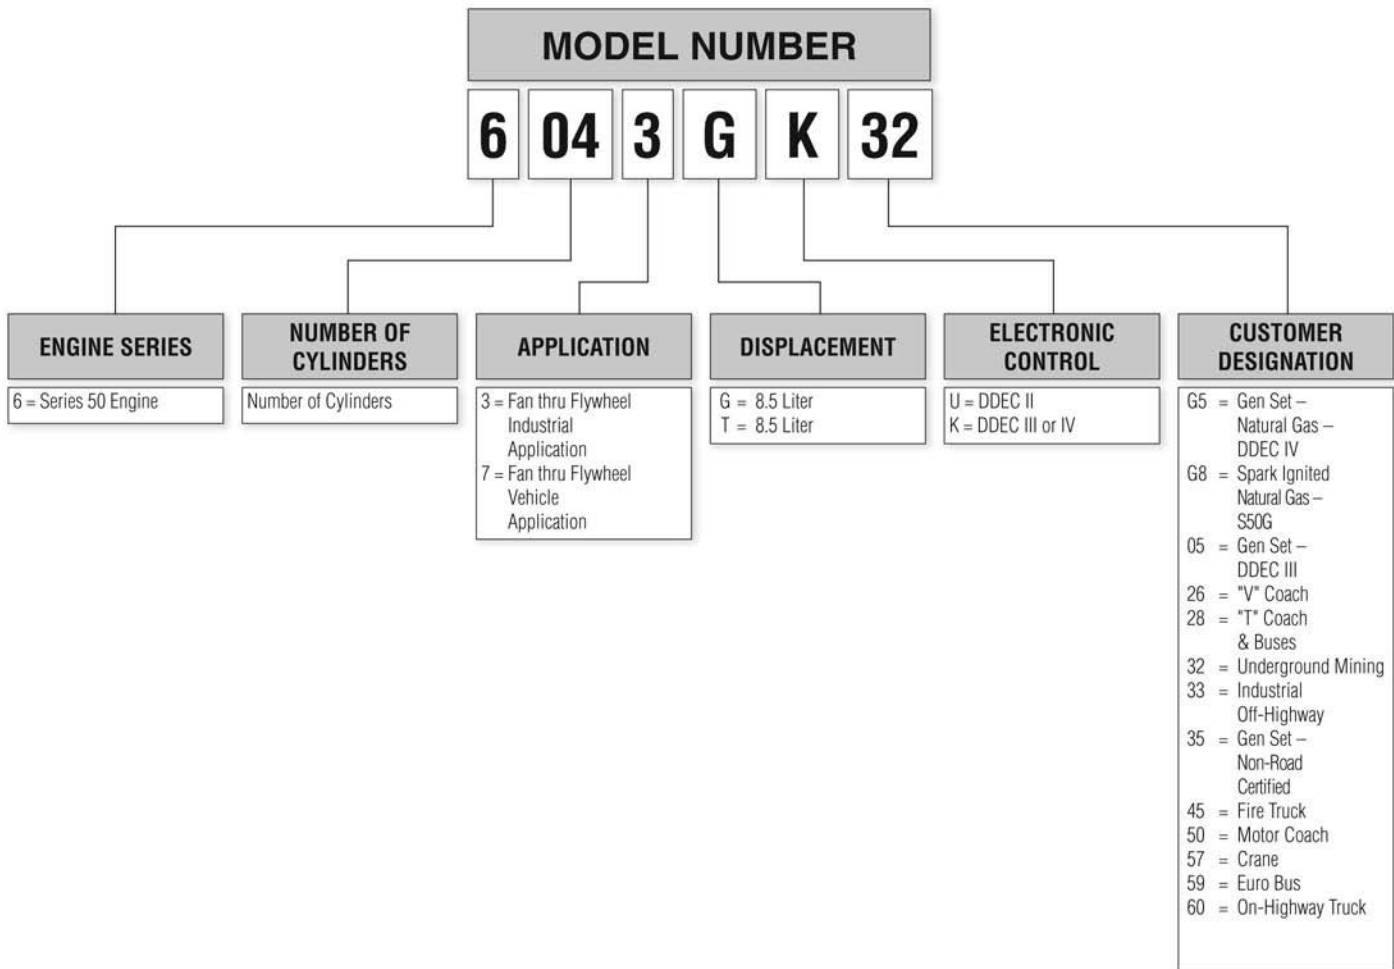 MODEL NUMBER
6 04 3 G K 32
ENGINE SERIES
6 = Series 50 Engine
NUMBER OF
CYLINDERS
Number of Cylinders
APPLICATION
3 = Fan thru Flywheel
Industrial
Application
7 = Fan thru Flywheel
Vehicle
Application
DISPLACEMENT
G = 8.5 Liter
T = 8.5 Liter
ELECTRONIC
CONTROL
U = DDEC II
K = DDEC III or IV
CUSTOMER
DESIGNATION
G5 = Gen Set –
Natural Gas –
DDEC IV
G8 = Spark Ignited
Natural Gas –
S50G
05 = Gen Set –
DDEC III
26 = "V" Coach
28 = "T" Coach
& Buses
32 = Underground Mining
33 = Industrial
Off-Highway
35 = Gen Set –
Non-Road
Certified
45 = Fire Truck
50 = Motor Coach
57 = Crane
59 = Euro Bus
60 = On-Highway Truck